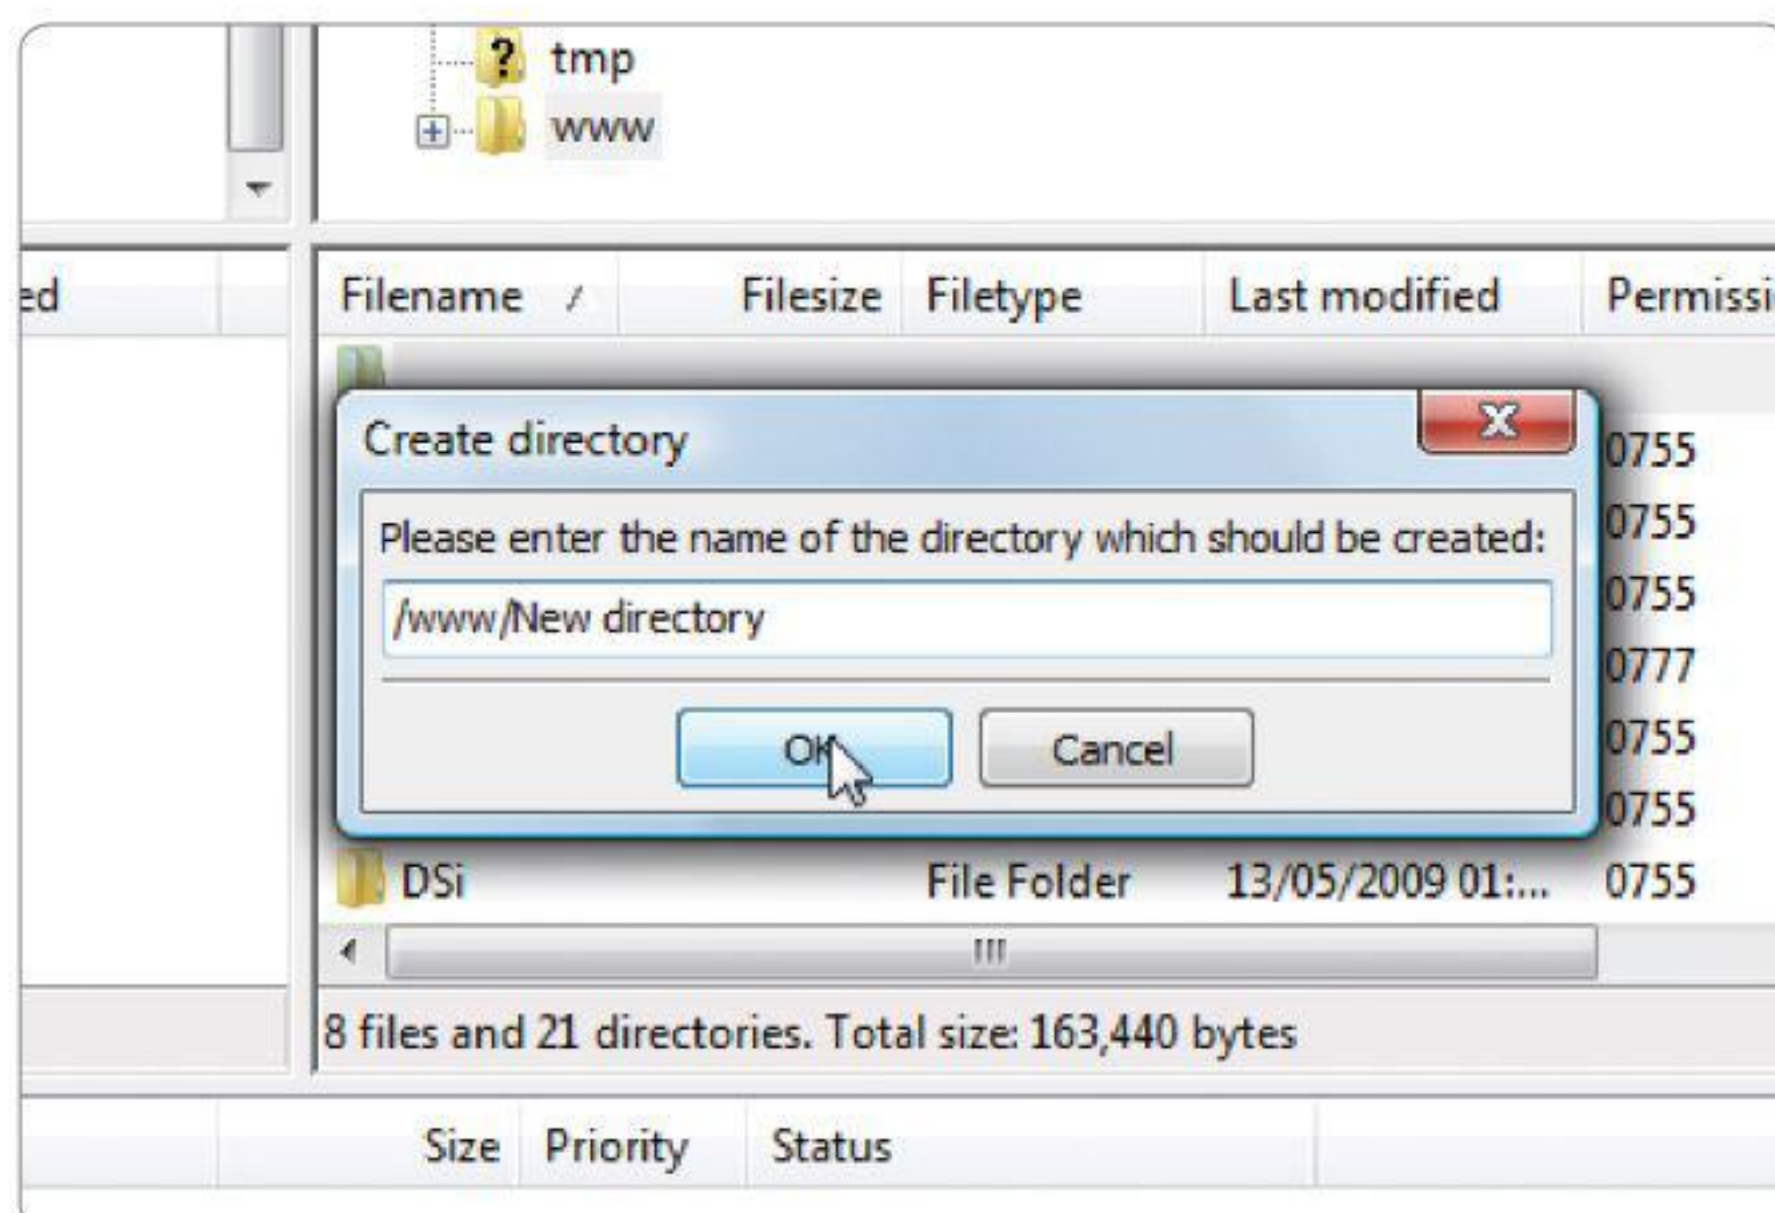 tmp
www
ed
Filename Filesize Filetype Last modified Permissi
Create directory
0755
Please enter the name of the directory which should be created:
0755
/www/New directory
0755
0777
OK Cancel
0755
0755
DSi File Folder 13/05/2009 01:... 0755
8 files and 21 directories. Total size: 163,440 bytes
Size Priority Status